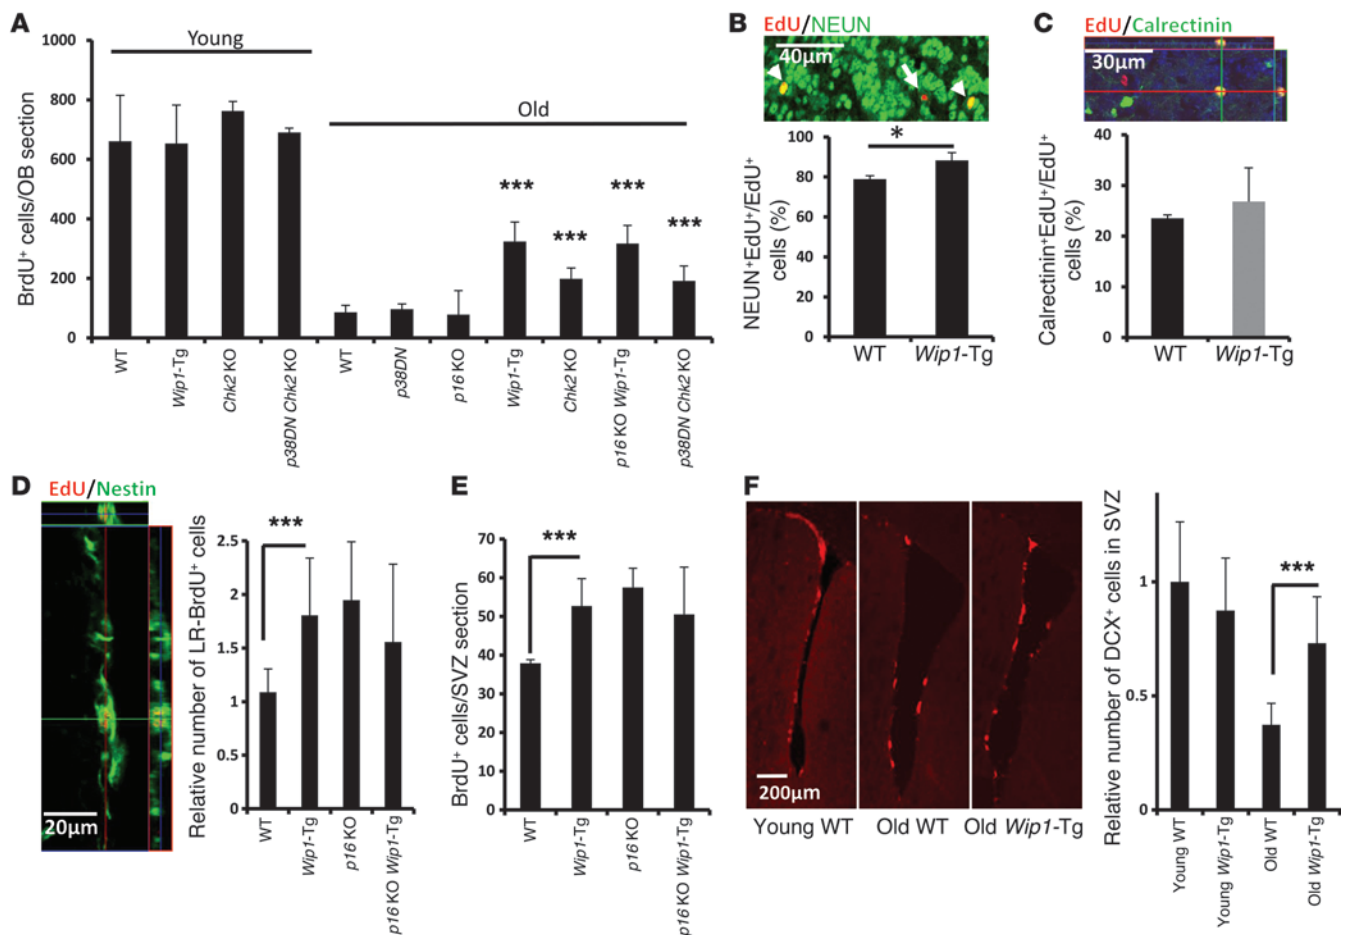 A
BrdU⁺ cells/OB section
1000
800
600
400
200
0
Young
Old
***
***
***
***
WT
Wip1-Tg
Chk2 KO
p38DN Chk2 KO
WT
p38DN
p16 KO
Wip1-Tg
Chk2 KO
p16 KO Wip1-Tg
p38DN Chk2 KO
B
EdU/NEUN
40μm
NEUN⁺EdU⁺/EdU⁺
cells (%)
100
80
60
40
20
0
*
WT
Wip1-Tg
C
EdU/Calrectinin
30μm
Calrectinin⁺EdU⁺/EdU⁺
cells (%)
40
30
20
10
0
WT
Wip1-Tg
D
EdU/Nestin
20μm
Relative number of LR-BrdU⁺ cells
2.5
2
1.5
1
0.5
0
***
WT
Wip1-Tg
p16 KO
p16 KO Wip1-Tg
E
BrdU⁺ cells/SVZ section
70
60
50
40
30
20
10
0
***
WT
Wip1-Tg
p16 KO
p16 KO Wip1-Tg
F
200μm
Young WT
Old WT
Old Wip1-Tg
Relative number of DCX⁺ cells in SVZ
1
0.5
0
***
Young WT
Young Wip1-Tg
Old WT
Old Wip1-Tg